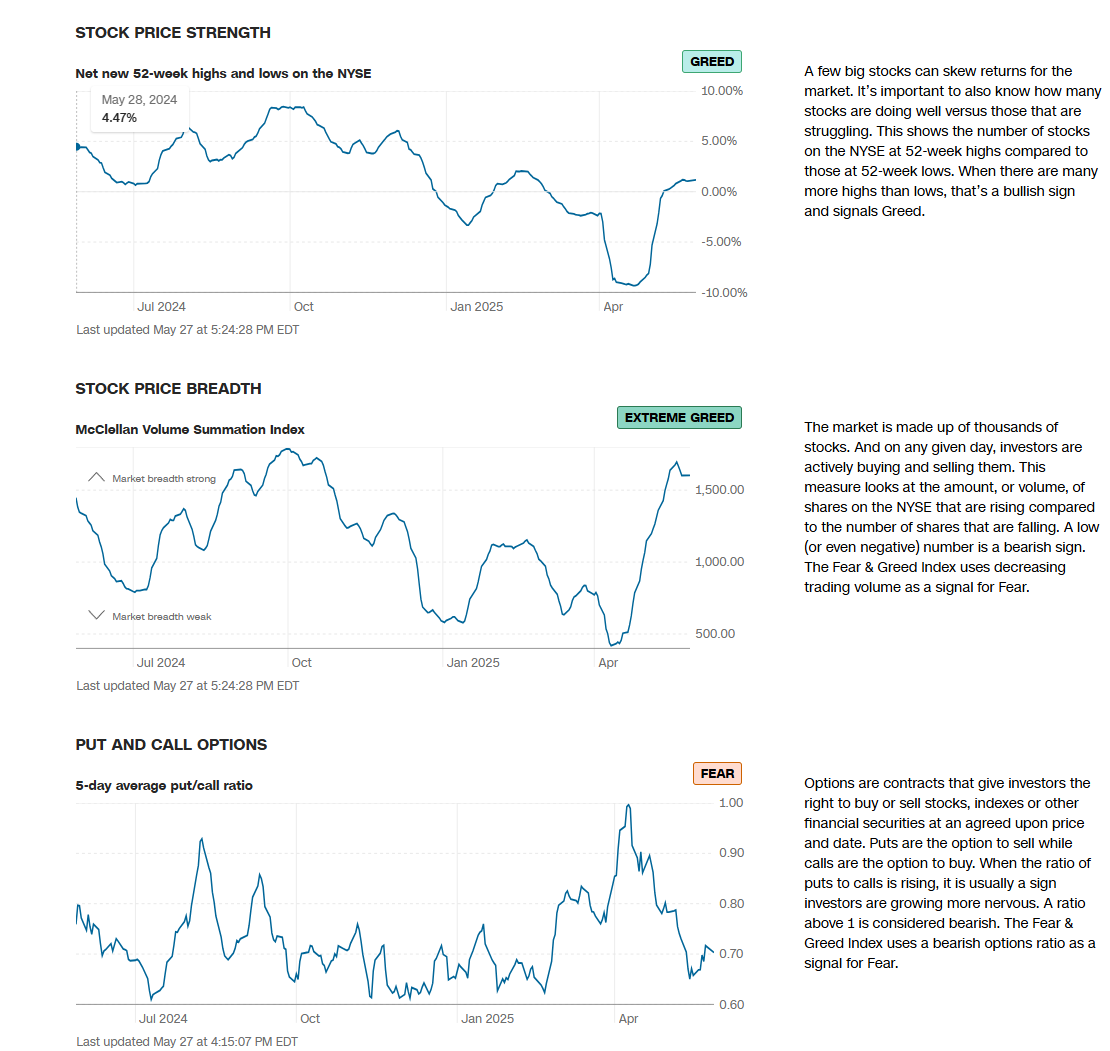 STOCK PRICE STRENGTH
Net new 52-week highs and lows on the NYSE
GREED
May 28, 2024
4.47%
10.00%
5.00%
0.00%
-5.00%
-10.00%
Jul 2024
Oct
Jan 2025
Apr
Last updated May 27 at 5:24:28 PM EDT
A few big stocks can skew returns for the
market. It's important to also know how many
stocks are doing well versus those that are
struggling. This shows the number of stocks
on the NYSE at 52-week highs compared to
those at 52-week lows. When there are many
more highs than lows, that's a bullish sign
and signals Greed.
STOCK PRICE BREADTH
McClellan Volume Summation Index
EXTREME GREED
Market breadth strong
Market breadth weak
1,500.00
1,000.00
500.00
Jul 2024
Oct
Jan 2025
Apr
Last updated May 27 at 5:24:28 PM EDT
The market is made up of thousands of
stocks. And on any given day, investors are
actively buying and selling them. This
measure looks at the amount, or volume, of
shares on the NYSE that are rising compared
to the number of shares that are falling. A low
(or even negative) number is a bearish sign.
The Fear & Greed Index uses decreasing
trading volume as a signal for Fear.
PUT AND CALL OPTIONS
5-day average put/call ratio
FEAR
1.00
0.90
0.80
0.70
0.60
Jul 2024
Oct
Jan 2025
Apr
Last updated May 27 at 4:15:07 PM EDT
Options are contracts that give investors the
right to buy or sell stocks, indexes or other
financial securities at an agreed upon price
and date. Puts are the option to sell while
calls are the option to buy. When the ratio of
puts to calls is rising, it is usually a sign
investors are growing more nervous. A ratio
above 1 is considered bearish. The Fear &
Greed Index uses a bearish options ratio as a
signal for Fear.